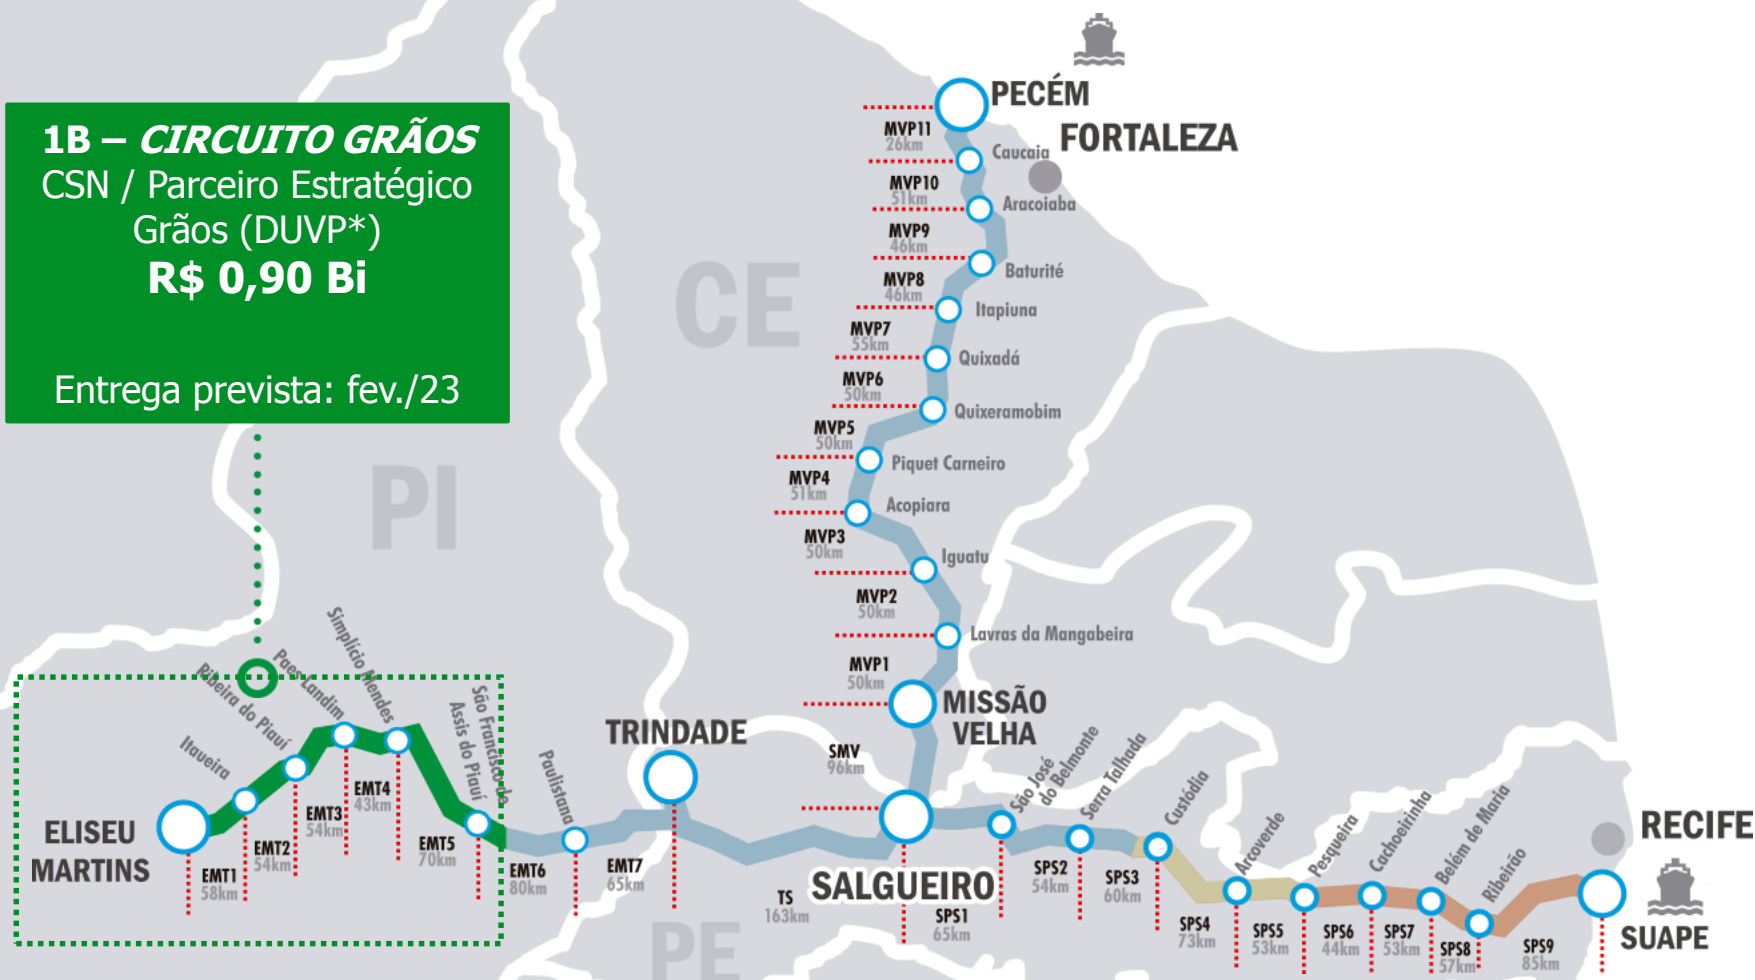 1B – CIRCUITO GRÃOS
CSN / Parceiro Estratégico
Grãos (DUVP*)
R$ 0,90 Bi
Entrega prevista: fev./23
PECÉM
FORTALEZA
MVP11
26km
Caucaia
MVP10
51km
Aracoiaba
MVP9
46km
Baturité
MVP8
46km
Itapiuna
MVP7
55km
Quixadá
MVP6
50km
Quixeramobim
MVP5
50km
Piquet Carneiro
MVP4
51km
Acopiara
MVP3
50km
Iguatu
MVP2
50km
Lavras da Mangabeira
MVP1
50km
MISSÃO
VELHA
SMV
96km
CE
PI
PE
ELISEU
MARTINS
Itaueira
Ribeira do Piauí
Paes Landim
Simplício Mendes
São Francisco de
Assis do Piauí
Paulistana
TRINDADE
SALGUEIRO
São José
do Belmonte
Serra Talhada
Custódia
Arcoverde
Pesqueira
Cachoeirinha
Belém de Maria
Ribeirão
RECIFE
SUAPE
EMT1
58km
EMT2
54km
EMT3
54km
EMT4
43km
EMT5
70km
EMT6
80km
EMT7
65km
TS
163km
SPS1
65km
SPS2
54km
SPS3
60km
SPS4
73km
SPS5
53km
SPS6
44km
SPS7
53km
SPS8
57km
SPS9
85km